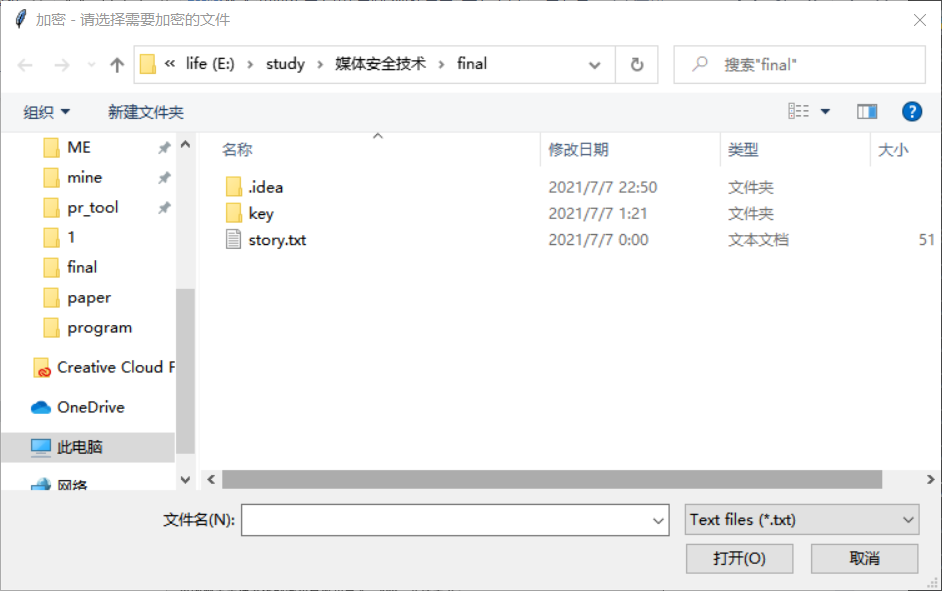 加密 - 请选择需要加密的文件
« life (E:) › study › 媒体安全技术 › final
搜索"final"
组织
新建文件夹
ME
mine
pr_tool
1
final
paper
program
Creative Cloud F
OneDrive
此电脑
网络
名称 修改日期 类型 大小
.idea 2021/7/7 22:50 文件夹
key 2021/7/7 1:21 文件夹
story.txt 2021/7/7 0:00 文本文档 51
文件名(N):
Text files (*.txt)
打开(O) 取消